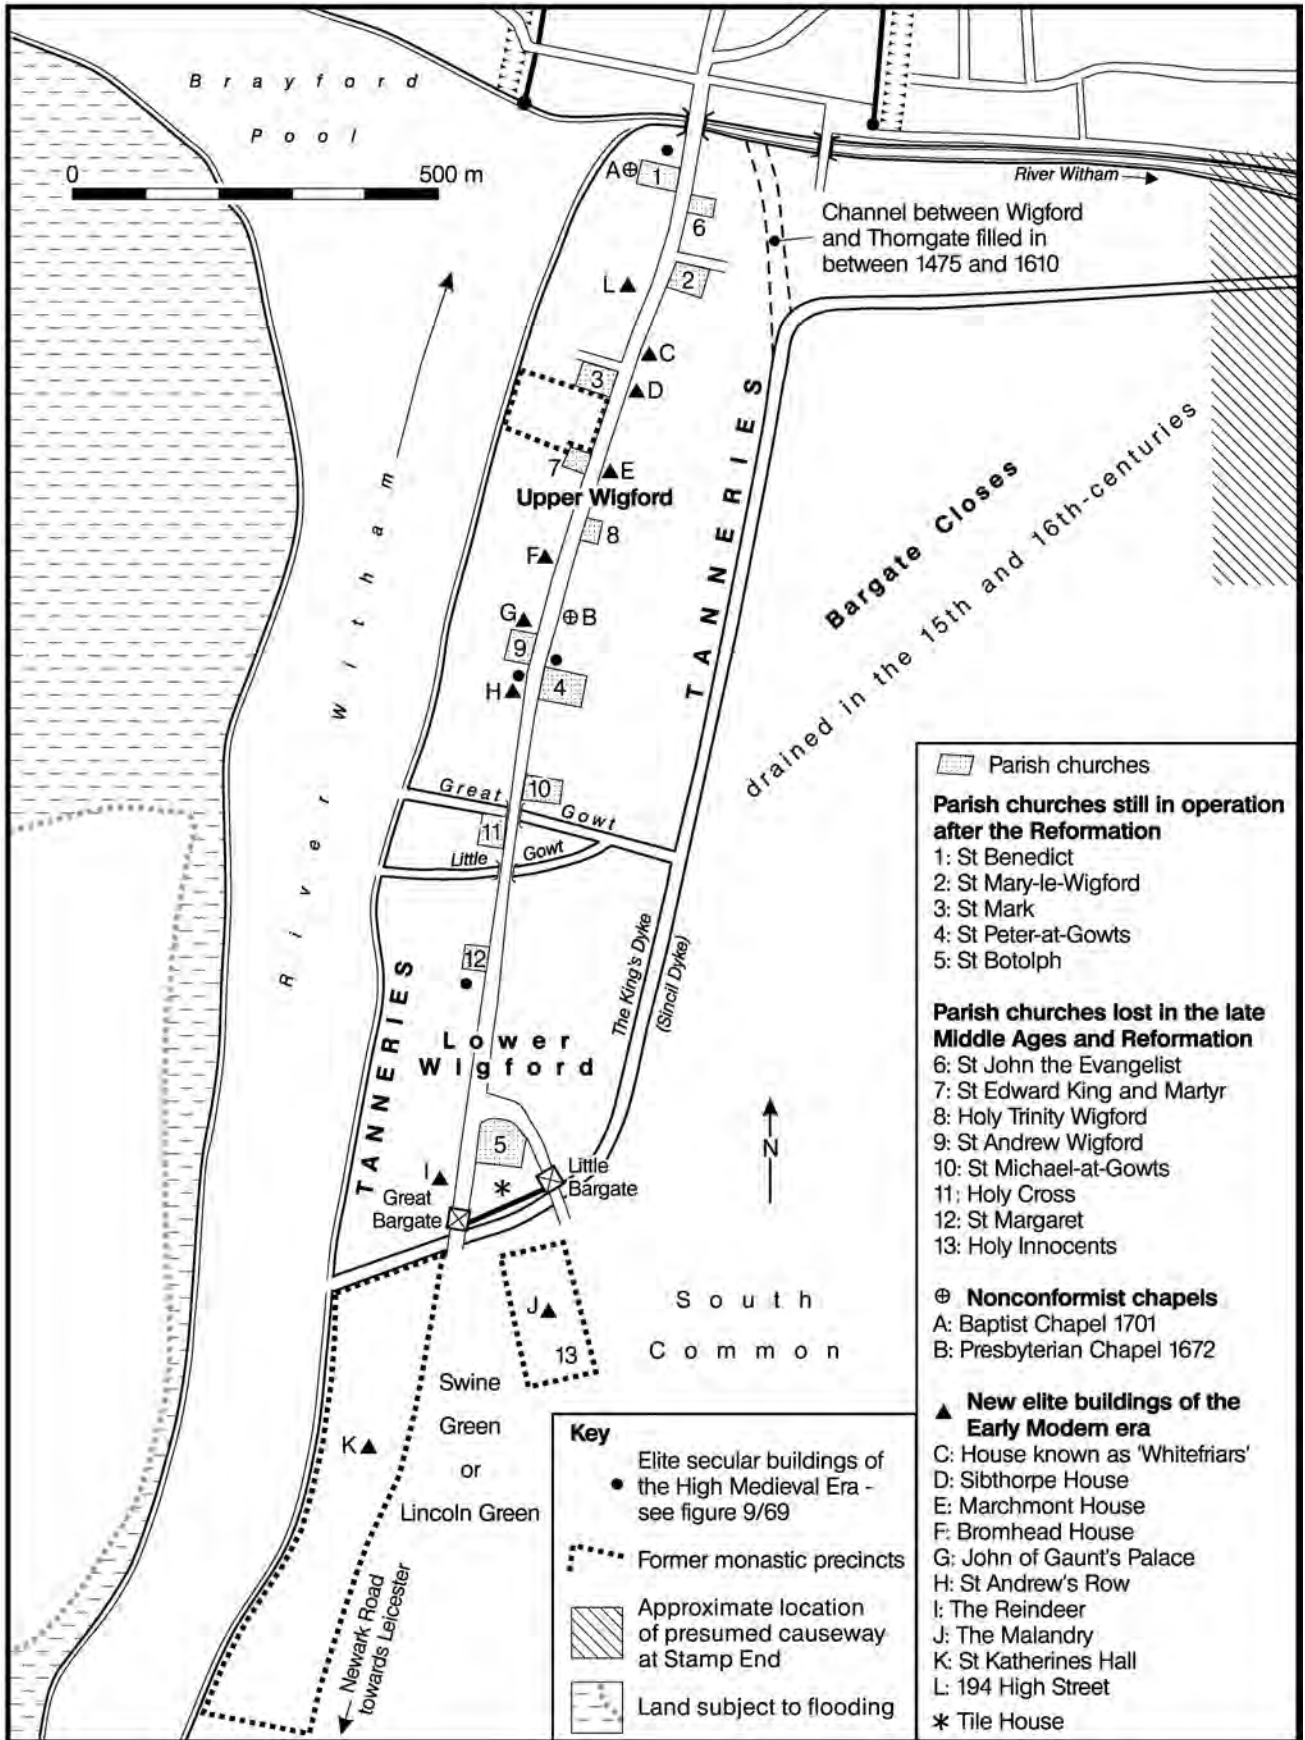 Brayford
Pool
0 500 m
River Witham
A
1
6
Channel between Wigford
and Thorngate filled in
between 1475 and 1610
L
2
C
3
D
7
E
Upper Wigford
8
F
G
B
9
H
4
TANNERIES
Bargate Closes
drained in the 15th and 16th-centuries
River Witham
10
Great Gowt
11
Little Gowt
12
The King's Dyke
(Sincil Dyke)
TANNERIES
Lower
Wigford
5
I
Little
Bargate
Great
Bargate
N
J
13
South
Common
K
Swine
Green
or
Lincoln Green
Newark Road
towards Leicester
Key
Elite secular buildings of
the High Medieval Era -
see figure 9/69
Former monastic precincts
Approximate location
of presumed causeway
at Stamp End
Land subject to flooding
Parish churches
Parish churches still in operation
after the Reformation
1: St Benedict
2: St Mary-le-Wigford
3: St Mark
4: St Peter-at-Gowts
5: St Botolph
Parish churches lost in the late
Middle Ages and Reformation
6: St John the Evangelist
7: St Edward King and Martyr
8: Holy Trinity Wigford
9: St Andrew Wigford
10: St Michael-at-Gowts
11: Holy Cross
12: St Margaret
13: Holy Innocents
Nonconformist chapels
A: Baptist Chapel 1701
B: Presbyterian Chapel 1672
New elite buildings of the
Early Modern era
C: House known as 'Whitefriars'
D: Sibthorpe House
E: Marchmont House
F: Bromhead House
G: John of Gaunt's Palace
H: St Andrew's Row
I: The Reindeer
J: The Malandry
K: St Katherines Hall
L: 194 High Street
Tile House